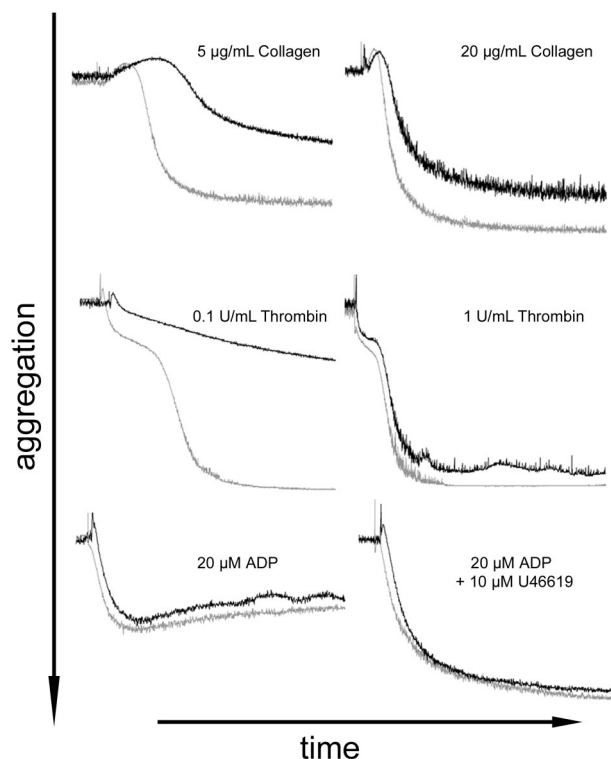 5 µg/mL Collagen
20 µg/mL Collagen
0.1 U/mL Thrombin
1 U/mL Thrombin
20 µM ADP
20 µM ADP
+ 10 µM U46619
aggregation
time